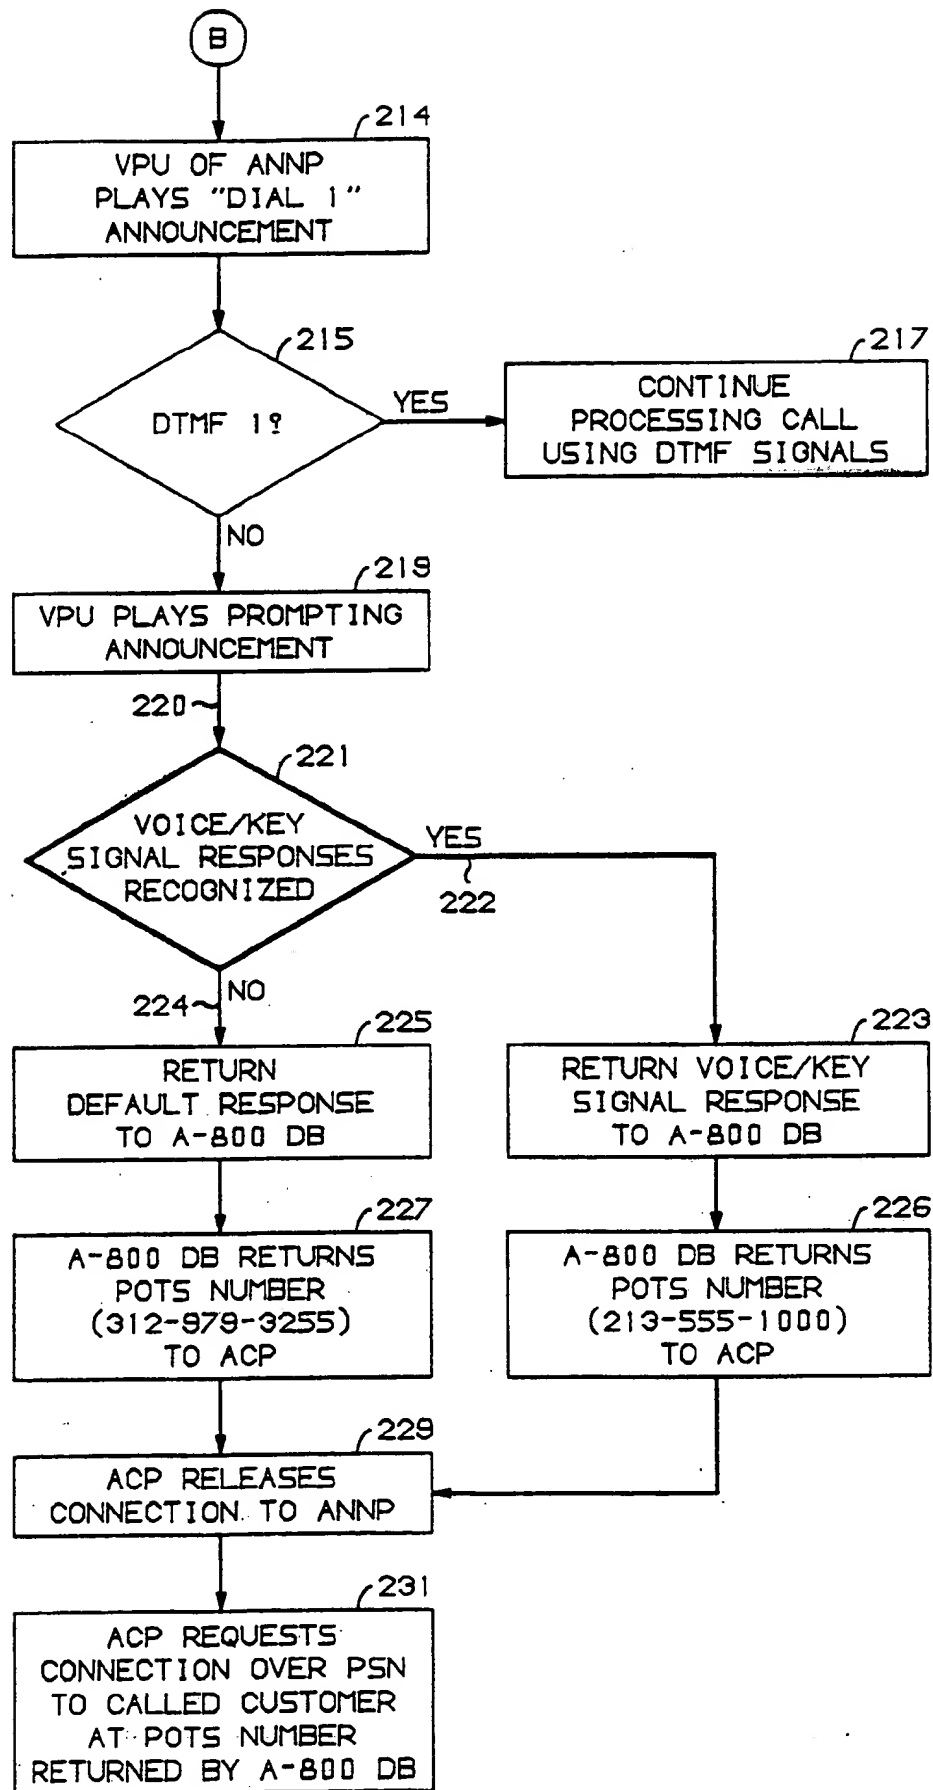 B
214
VPU OF ANNP
PLAYS "DIAL 1"
ANNOUNCEMENT
215
DTMF 1?
YES
217
CONTINUE
PROCESSING CALL
USING DTMF SIGNALS
NO
219
VPU PLAYS PROMPTING
ANNOUNCEMENT
220
221
VOICE/KEY
SIGNAL RESPONSES
RECOGNIZED
YES
222
224
NO
225
RETURN
DEFAULT RESPONSE
TO A-800 DB
223
RETURN VOICE/KEY
SIGNAL RESPONSE
TO A-800 DB
227
A-800 DB RETURNS
POTS NUMBER
(312-979-3255)
TO ACP
226
A-800 DB RETURNS
POTS NUMBER
(213-555-1000)
TO ACP
229
ACP RELEASES
CONNECTION TO ANNP
231
ACP REQUESTS
CONNECTION OVER PSN
TO CALLED CUSTOMER
AT POTS NUMBER
RETURNED BY A-800 DB